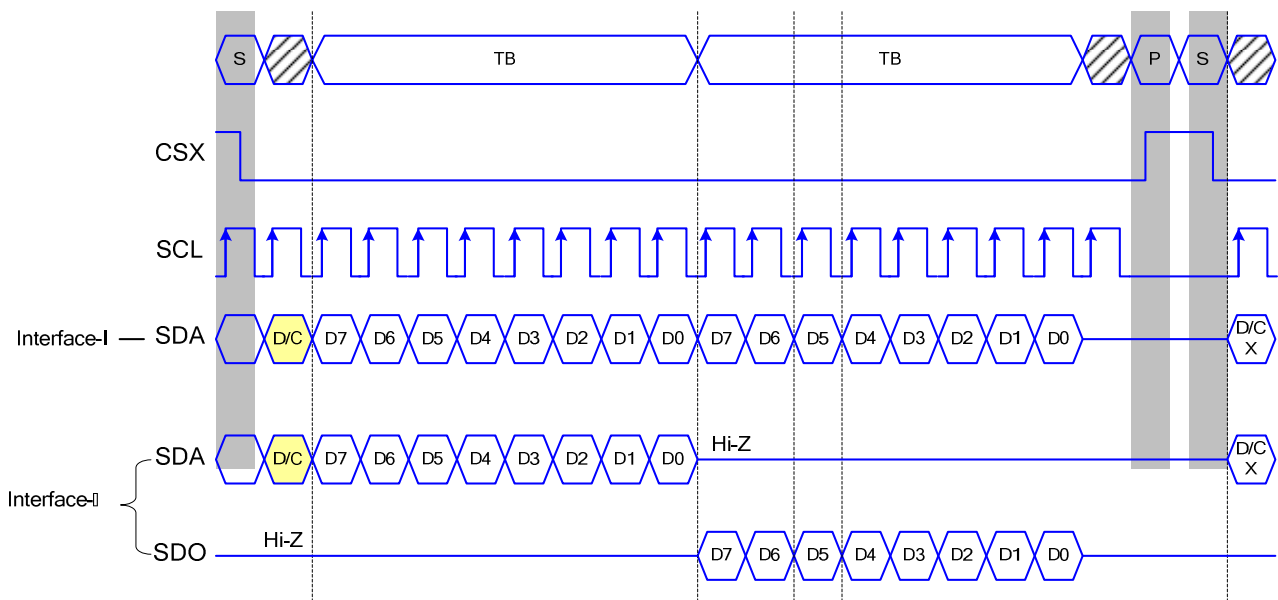 S TB TB P S
CSX
SCL
Interface-I — SDA D/C D7 D6 D5 D4 D3 D2 D1 D0 D7 D6 D5 D4 D3 D2 D1 D0 D/C
X
SDA D/C D7 D6 D5 D4 D3 D2 D1 D0 Hi-Z D/C
X
Interface-▯
SDO Hi-Z D7 D6 D5 D4 D3 D2 D1 D0